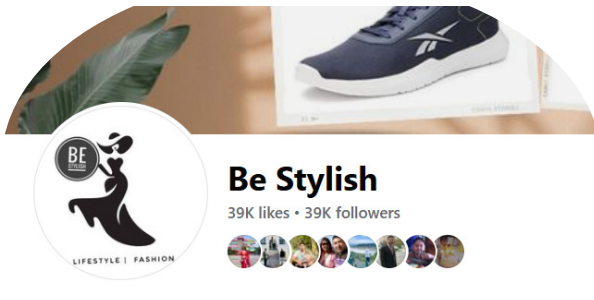 BE
STYLISH
LIFESTYLE | FASHION
Be Stylish
39K likes • 39K followers